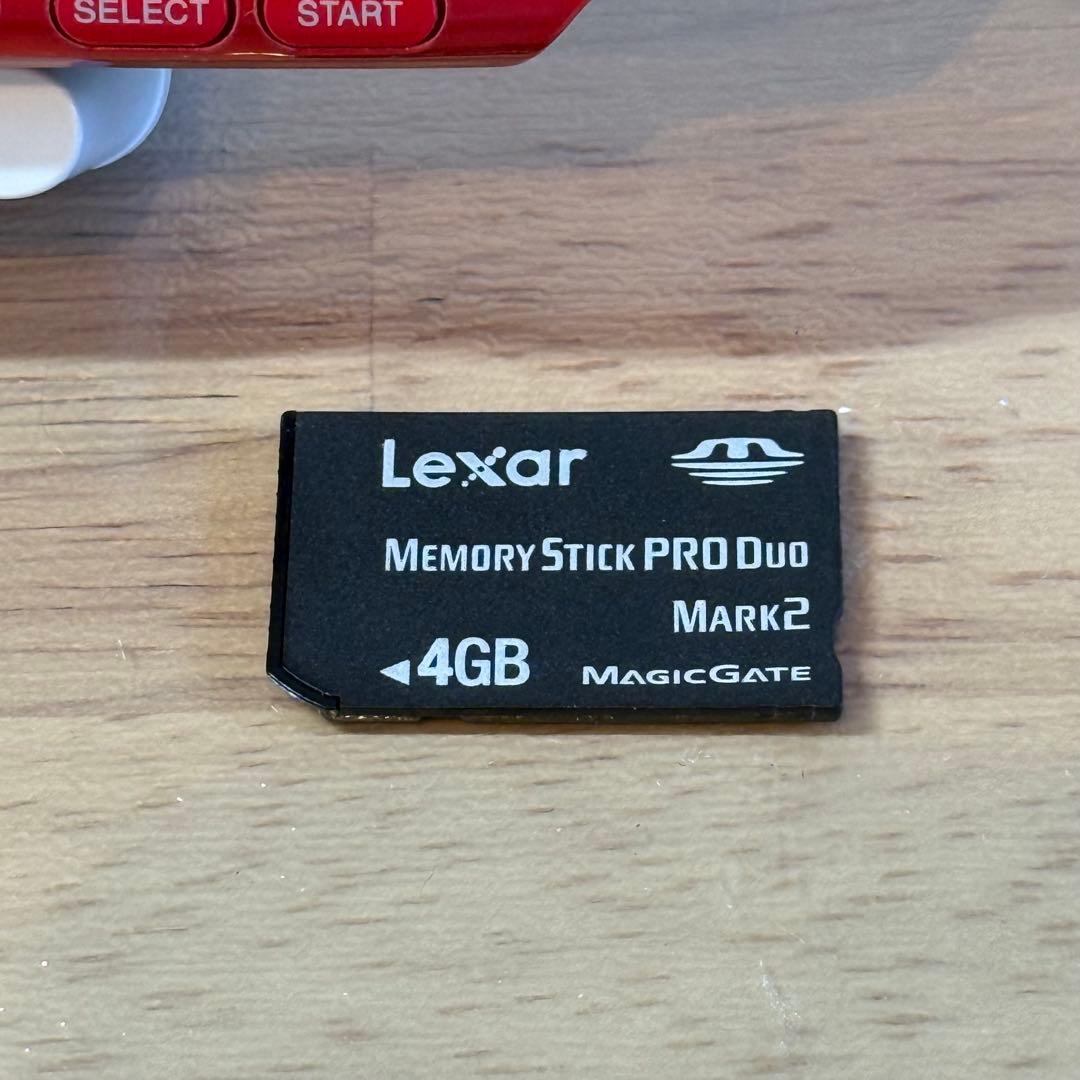 SELECT START
Lexar
MEMORY STICK PRO DUO
MARK2
4GB MAGICGATE